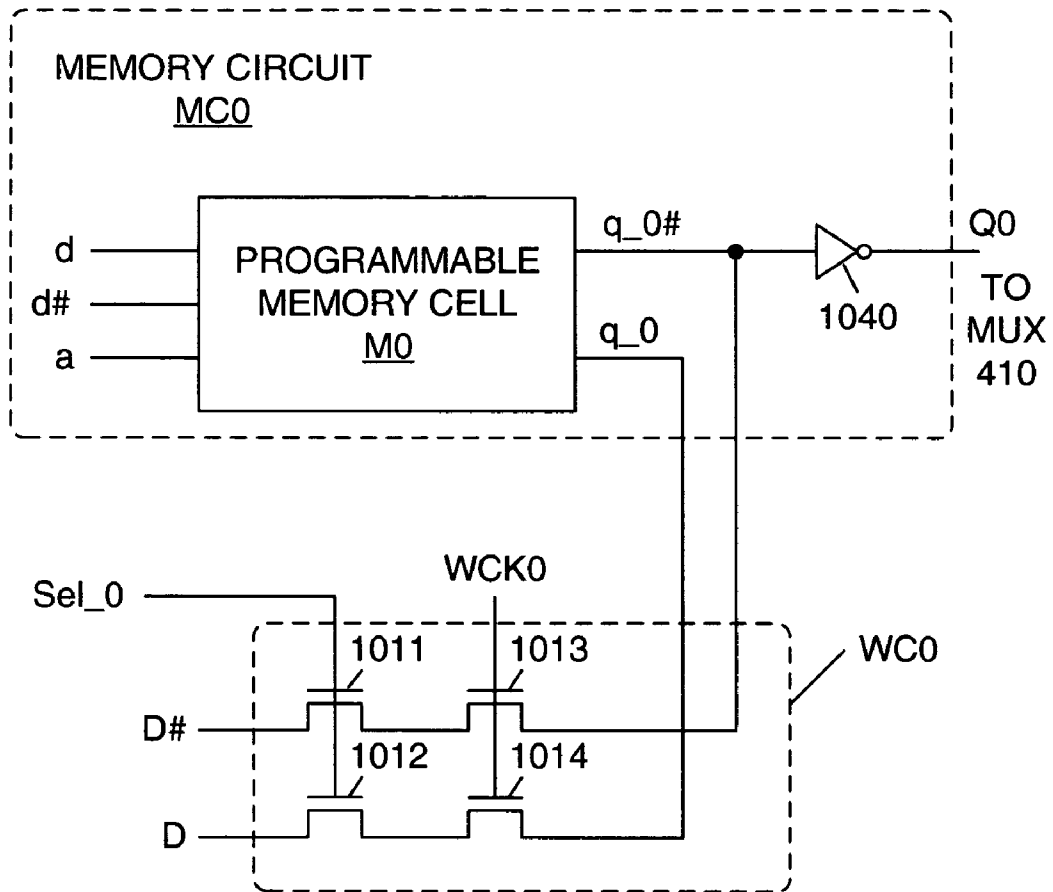 MEMORY CIRCUIT
MC0
d
d#
a
PROGRAMMABLE
MEMORY CELL
M0
q_0#
q_0
1040
Q0
TO
MUX
410
Sel_0
WCK0
WC0
1011
1013
D#
1012
1014
D